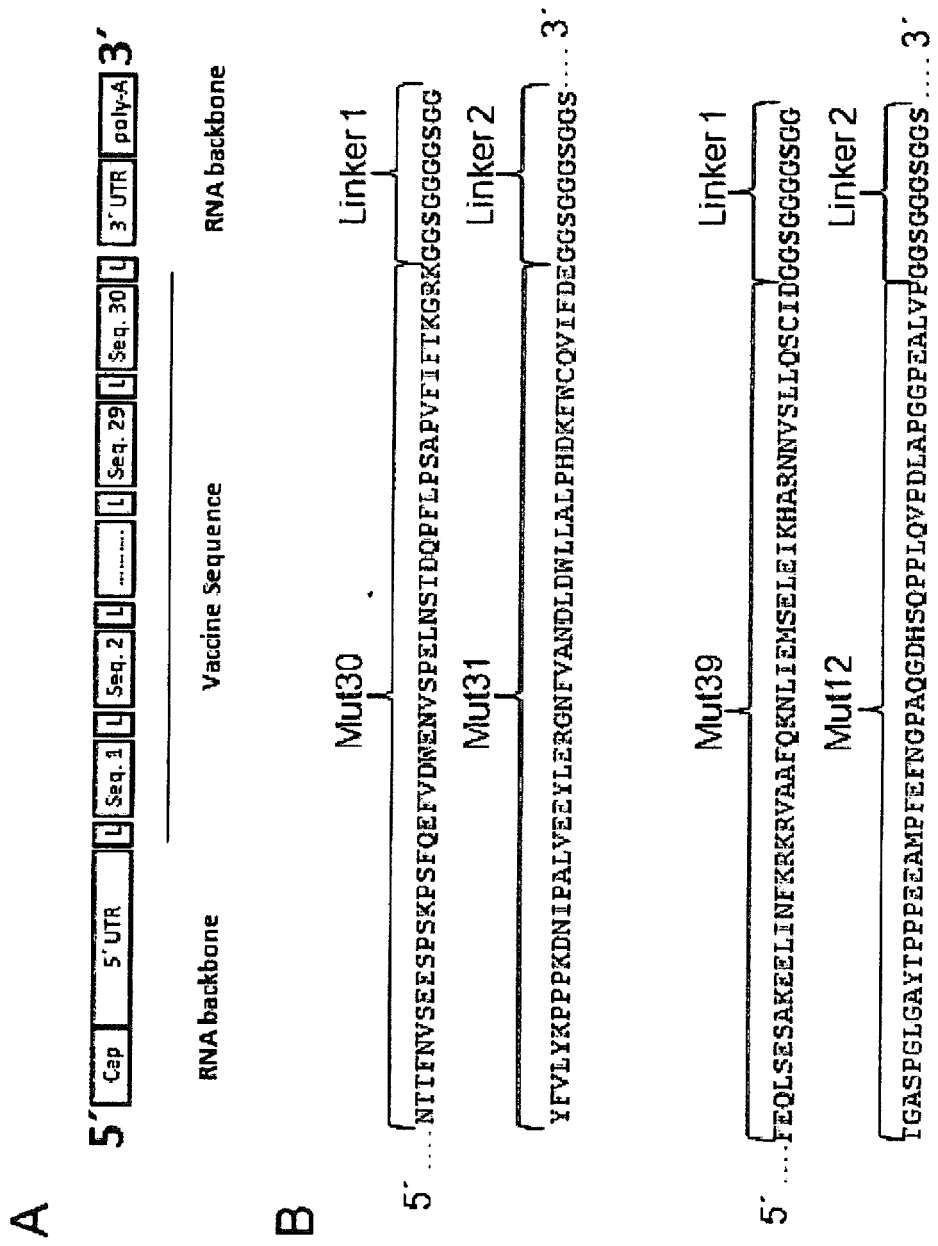 A
5´ Cap 5´ UTR L Seq. 1 L Seq. 2 L .......... L Seq. 29 L Seq. 30 L 3´ UTR poly-A 3´
RNA backbone Vaccine Sequence RNA backbone
B
Mut30 Linker 1
5´ ....NTTFNVSEESPSKPSFQEFVDWENVSPELNSTDQPFLPSAPVFIFTKGRKGGSGGGGSGG
Mut31 Linker 2
YFVLYKPPPKDNIPALVEEYLERGNFVANDLDWLLALPHDKFWCQVIFDEGGSGGGSGGS..... 3´
Mut39 Linker 1
5´ ....FEQLSESAKEELINFKRKRVAAFQKNLIEMSELEIKHARNNVSLLQSCIDGGSGGGGSGG
Mut12 Linker 2
IGASPGLGAYTPPPEEAMPFEFNGPAQGDHSQPPLQVPDLAPGGPEALVPGGSGGGSGGS..... 3´